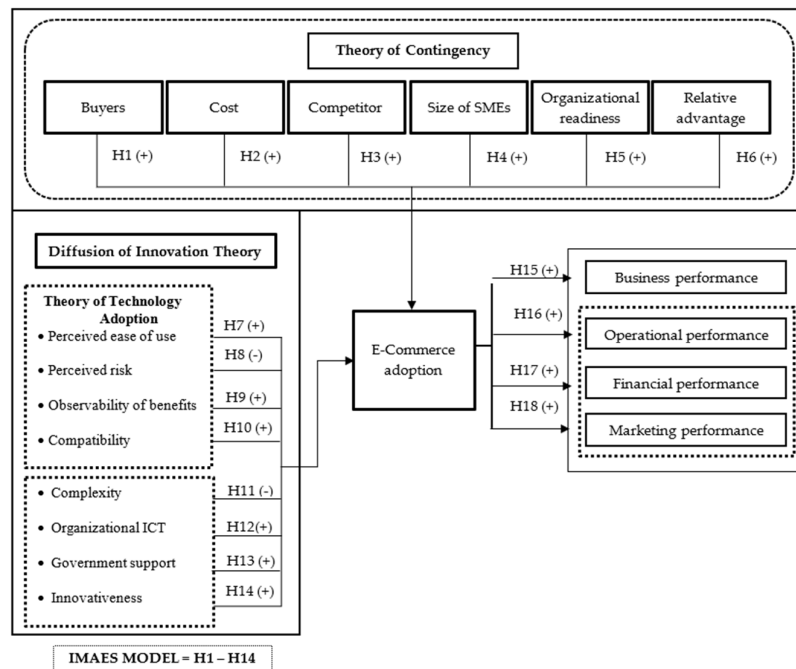 Theory of Contingency
Buyers
Cost
Competitor
Size of SMEs
Organizational
readiness
Relative
advantage
H1 (+)
H2 (+)
H3 (+)
H4 (+)
H5 (+)
H6 (+)
Diffusion of Innovation Theory
Theory of Technology
Adoption
• Perceived ease of use
• Perceived risk
• Observability of benefits
• Compatibility
H7 (+)
H8 (-)
H9 (+)
H10 (+)
• Complexity
• Organizational ICT
• Government support
• Innovativeness
H11 (-)
H12(+)
H13 (+)
H14 (+)
E-Commerce
adoption
H15 (+)
H16 (+)
H17 (+)
H18 (+)
Business performance
Operational performance
Financial performance
Marketing performance
IMAES MODEL = H1 – H14